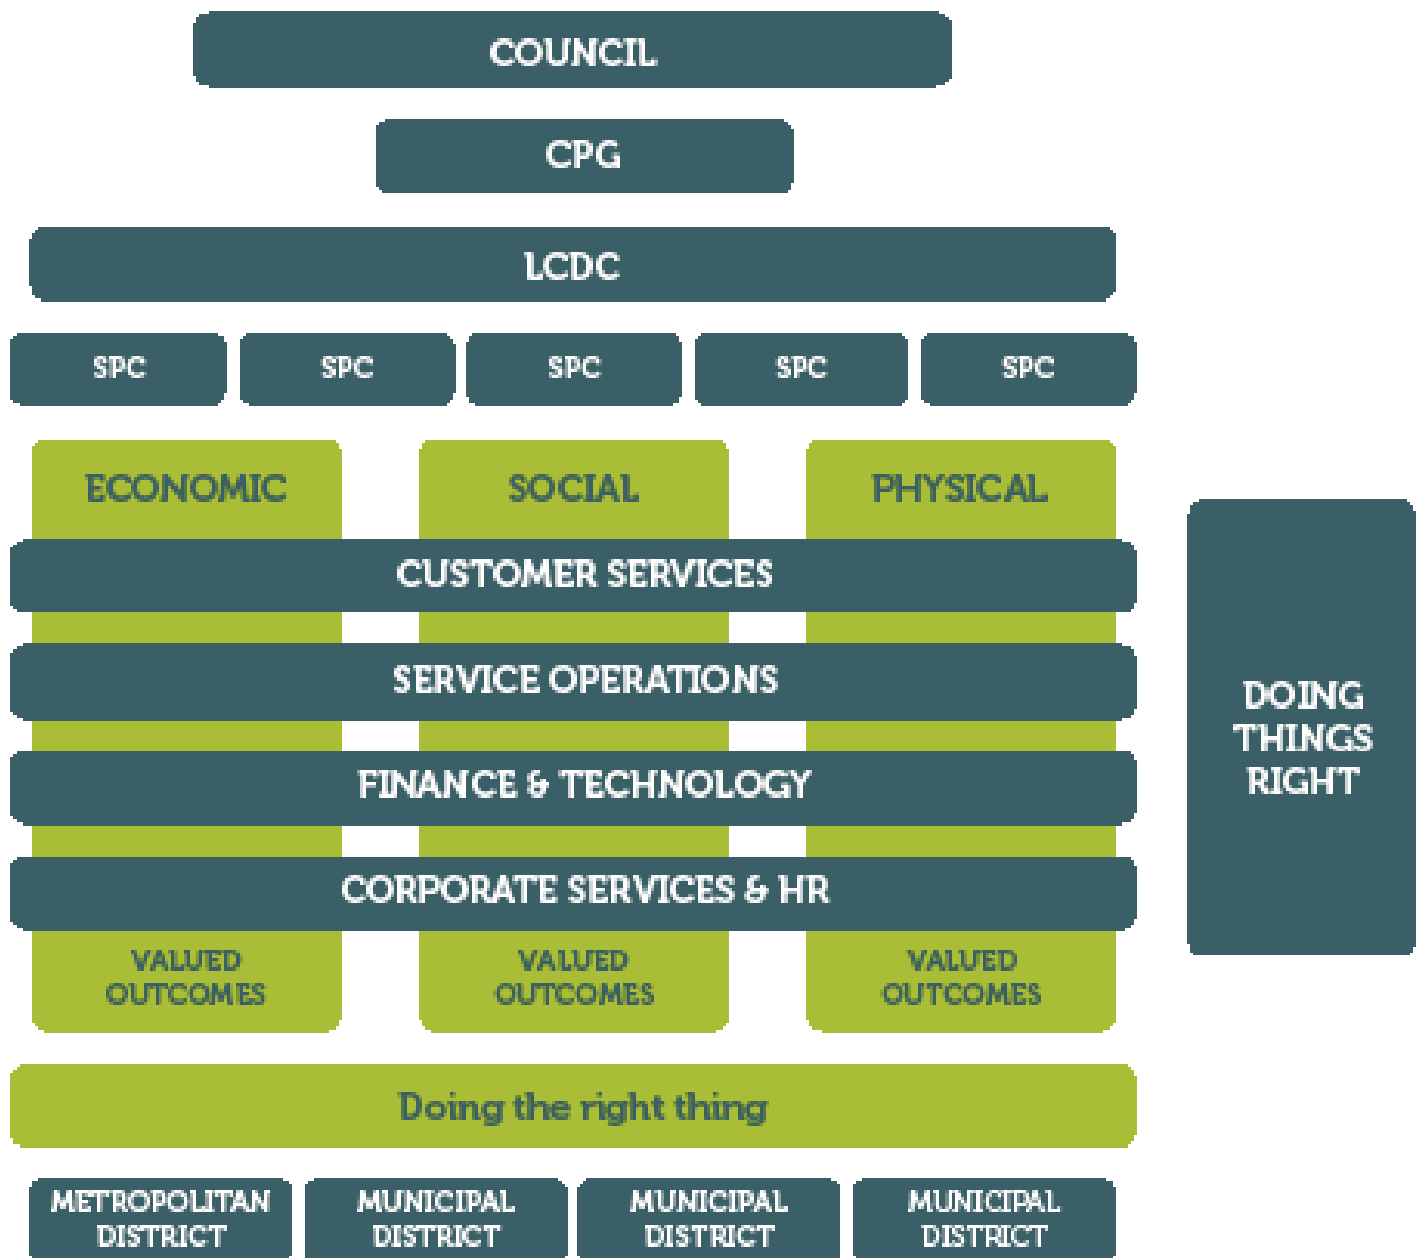 COUNCIL
CPG
LCDC
SPC SPC SPC SPC SPC
ECONOMIC SOCIAL PHYSICAL
CUSTOMER SERVICES
SERVICE OPERATIONS
FINANCE & TECHNOLOGY
CORPORATE SERVICES & HR
VALUED VALUED VALUED
OUTCOMES OUTCOMES OUTCOMES
DOING
THINGS
RIGHT
Doing the right thing
METROPOLITAN MUNICIPAL MUNICIPAL MUNICIPAL
DISTRICT DISTRICT DISTRICT DISTRICT